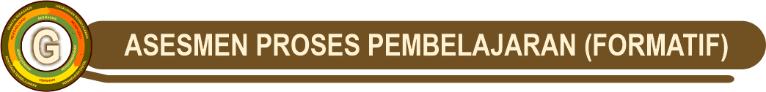 G
ASESMEN PROSES PEMBELAJARAN (FORMATIF)